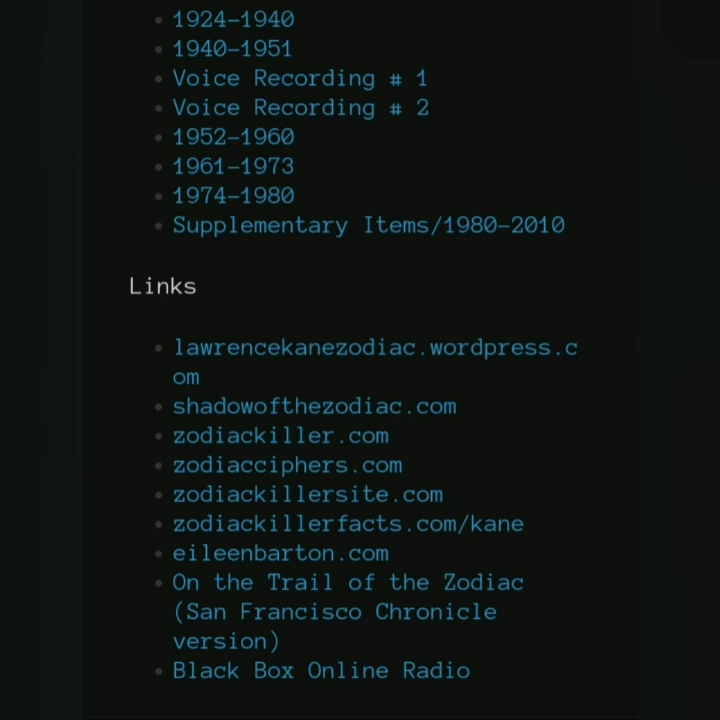 1924-1940
1940-1951
Voice Recording # 1
Voice Recording # 2
1952-1960
1961-1973
1974-1980
Supplementary Items/1980-2010
Links
lawrencekanezodiac.wordpress.c
om
shadowofthezodiac.com
zodiackiller.com
zodiacciphers.com
zodiackillersite.com
zodiackillerfacts.com/kane
eileenbarton.com
On the Trail of the Zodiac
(San Francisco Chronicle
version)
Black Box Online Radio